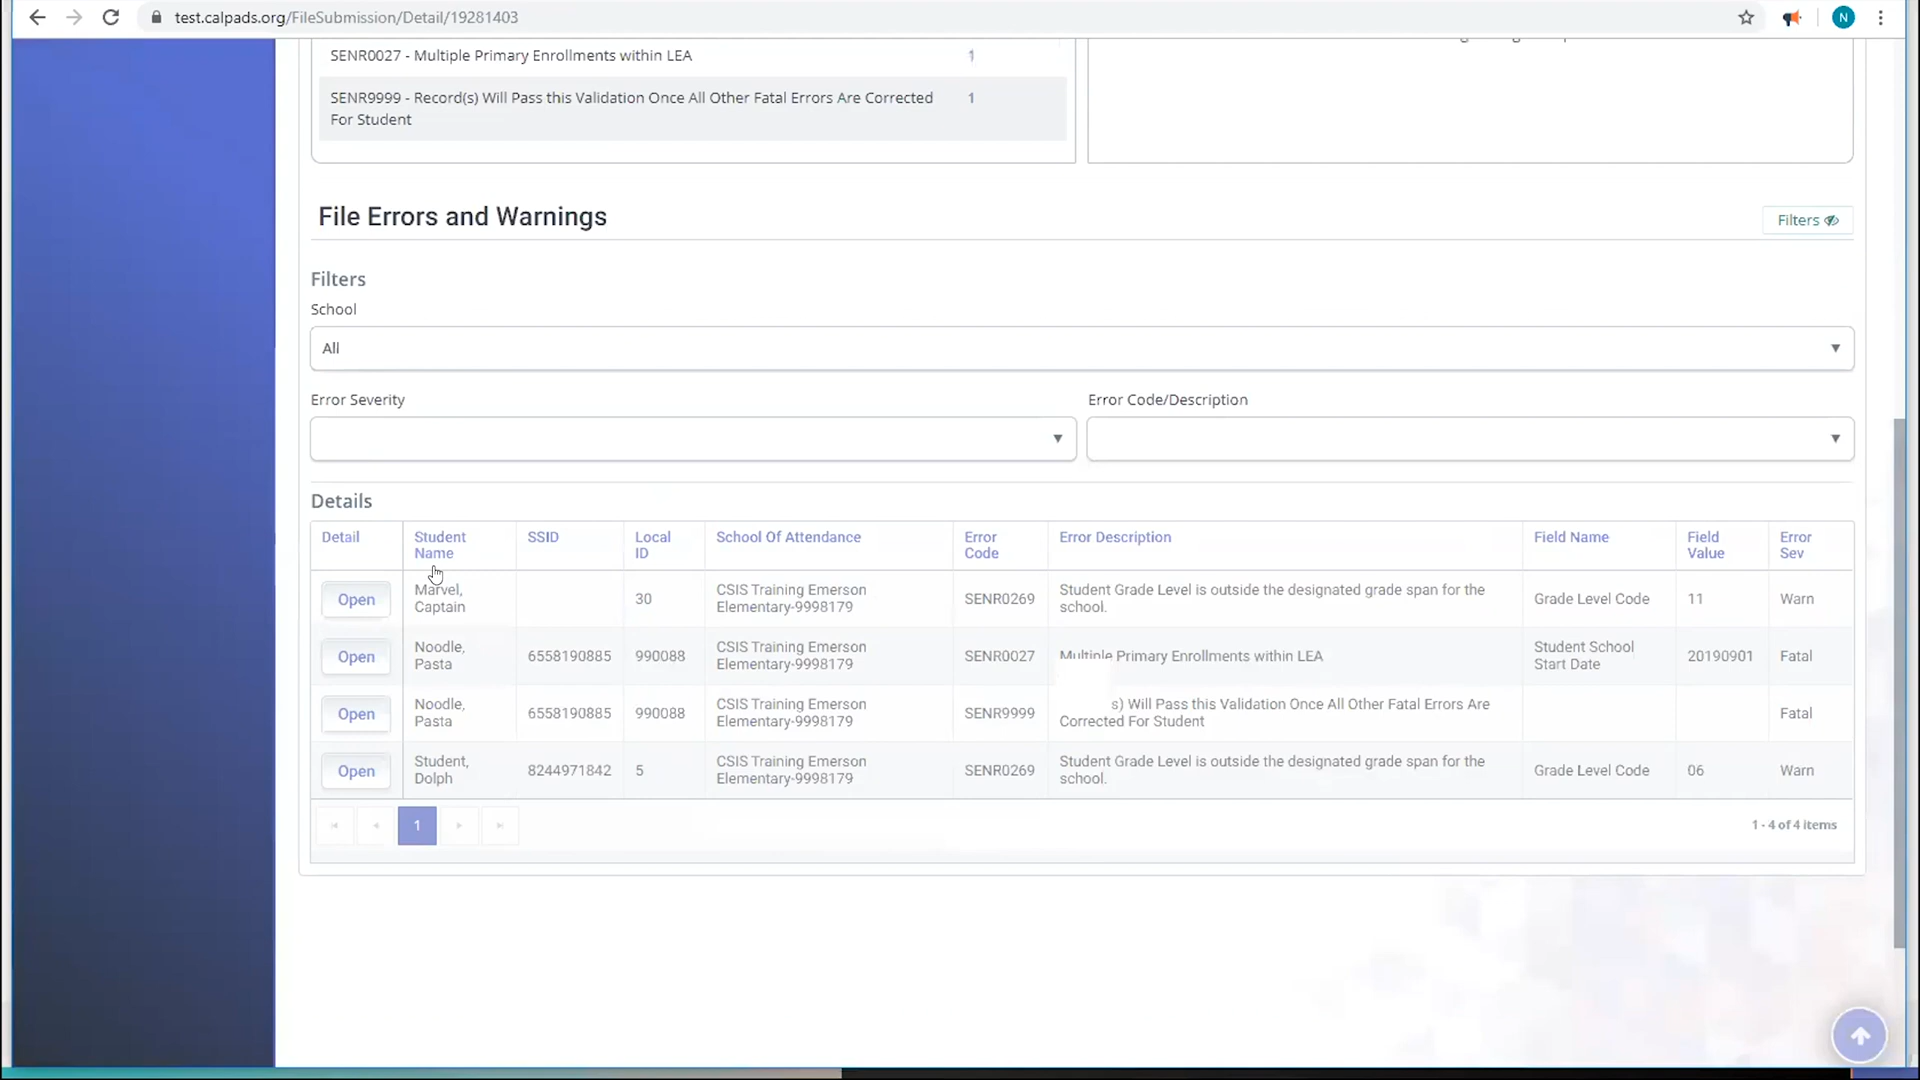 test.calpads.org/FileSubmission/Detail/19281403
N
SENR0027 - Multiple Primary Enrollments within LEA 1
SENR9999 - Record(s) Will Pass this Validation Once All Other Fatal Errors Are Corrected 1
For Student
File Errors and Warnings
Filters
Filters
School
All
Error Severity
Error Code/Description
Details
Detail
Student
Name
SSID
Local
ID
School Of Attendance
Error
Code
Error Description
Field Name
Field
Value
Error
Sev
Open
Marvel,
Captain
30
CSIS Training Emerson
Elementary-9998179
SENR0269
Student Grade Level is outside the designated grade span for the
school.
Grade Level Code
11
Warn
Open
Noodle,
Pasta
6558190885
990088
CSIS Training Emerson
Elementary-9998179
SENR0027
Multiple Primary Enrollments within LEA
Student School
Start Date
20190901
Fatal
Open
Noodle,
Pasta
6558190885
990088
CSIS Training Emerson
Elementary-9998179
SENR9999
s) Will Pass this Validation Once All Other Fatal Errors Are
Corrected For Student
Fatal
Open
Student,
Dolph
8244971842
5
CSIS Training Emerson
Elementary-9998179
SENR0269
Student Grade Level is outside the designated grade span for the
school.
Grade Level Code
06
Warn
1
1 - 4 of 4 items